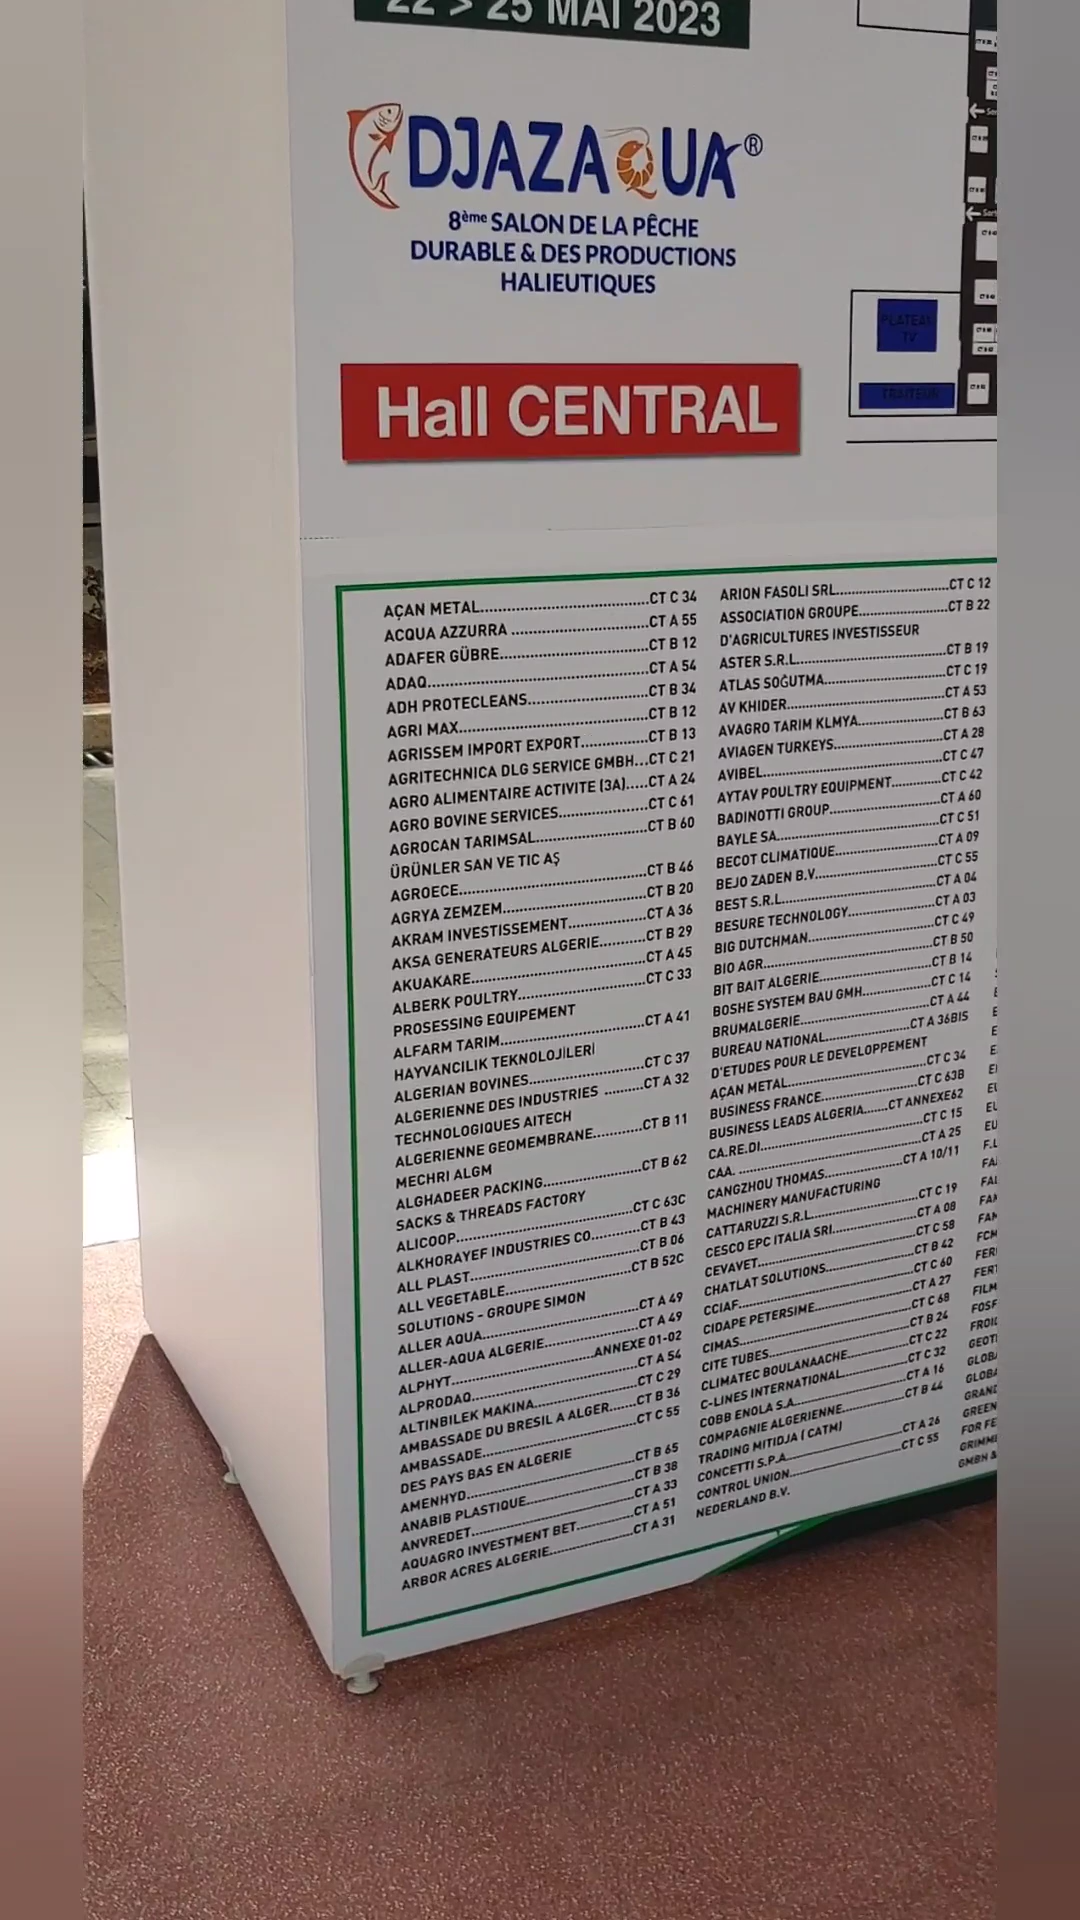 22 > 25 MAI 2023
DJAZAQUA®
8ème SALON DE LA PÊCHE
DURABLE & DES PRODUCTIONS
HALIEUTIQUES
Hall CENTRAL
PLATEAU
TV
TRAITEUR
AÇAN METAL....CT C 34
ACQUA AZZURRA ....CT A 55
ADAFER GÜBRE....CT B 12
ADAQ....CT A 54
ADH PROTECLEANS....CT B 34
AGRI MAX....CT B 12
AGRISSEM IMPORT EXPORT....CT B 13
AGRITECHNICA DLG SERVICE GMBH...CT C 21
AGRO ALIMENTAIRE ACTIVITE (3A)....CT A 24
AGRO BOVINE SERVICES....CT C 61
AGROCAN TARIMSAL....CT B 60
ÜRÜNLER SAN VE TIC AŞ
AGROECE....CT B 46
AGRYA ZEMZEM....CT B 20
AKRAM INVESTISSEMENT....CT A 36
AKSA GENERATEURS ALGERIE....CT B 29
AKUAKARE....CT A 45
ALBERK POULTRY....CT C 33
PROSESSING EQUIPEMENT
ALFARM TARIM....CT A 41
HAYVANCILIK TEKNOLOJİLERİ
ALGERIAN BOVINES....CT C 37
ALGERIENNE DES INDUSTRIES ....CT A 32
TECHNOLOGIQUES AITECH
ALGERIENNE GEOMEMBRANE....CT B 11
MECHRI ALGM
ALGHADEER PACKING....CT B 62
SACKS & THREADS FACTORY
ALICOOP....CT C 63C
ALKHORAYEF INDUSTRIES CO....CT B 43
ALL PLAST....CT B 06
ALL VEGETABLE....CT B 52C
SOLUTIONS - GROUPE SIMON
ALLER AQUA....CT A 49
ALLER-AQUA ALGERIE....CT A 49
ALPHYT....ANNEXE 01-02
ALPRODAQ....CT A 54
ALTINBILEK MAKINA....CT C 29
AMBASSADE DU BRESIL A ALGER....CT B 36
AMBASSADE....CT C 55
DES PAYS BAS EN ALGERIE
AMENHYD....CT B 65
ANABIB PLASTIQUE....CT B 38
ANVREDET....CT A 33
AQUAGRO INVESTMENT BET....CT A 51
ARBOR ACRES ALGERIE....CT A 31
ARION FASOLI SRL....CT C 12
ASSOCIATION GROUPE....CT B 22
D'AGRICULTURES INVESTISSEUR
ASTER S.R.L....CT B 19
ATLAS SOĞUTMA....CT C 19
AV KHIDER....CT A 53
AVAGRO TARIM KLMYA....CT B 63
AVIAGEN TURKEYS....CT A 28
AVIBEL....CT C 47
AYTAV POULTRY EQUIPMENT....CT C 42
BADINOTTI GROUP....CT A 60
BAYLE SA....CT C 51
BECOT CLIMATIQUE....CT A 09
BEJO ZADEN B.V....CT C 55
BEST S.R.L....CT A 04
BESURE TECHNOLOGY....CT A 03
BIG DUTCHMAN....CT C 49
BIO AGR....CT B 50
BIT BAIT ALGERIE....CT B 14
BOSHE SYSTEM BAU GMH....CT C 14
BRUMALGERIE....CT A 44
BUREAU NATIONAL....CT A 36BIS
D'ETUDES POUR LE DEVELOPPEMENT
AÇAN METAL....CT C 34
BUSINESS FRANCE....CT C 63B
BUSINESS LEADS ALGERIA....CT ANNEXE62
CA.RE.DI....CT C 15
CAA. ....CT A 25
CANGZHOU THOMAS....CT A 10/11
MACHINERY MANUFACTURING
CATTARUZZI S.R.L....CT C 19
CESCO EPC ITALIA SRI....CT A 08
CEVAVET....CT C 58
CHATLAT SOLUTIONS....CT B 42
CCIAF....CT C 60
CIDAPE PETERSIME....CT A 27
CIMAS....CT C 68
CITE TUBES....CT B 24
CLIMATEC BOULANAACHE....CT C 22
C-LINES INTERNATIONAL....CT C 32
COBB ENOLA S.A....CT A 16
COMPAGNIE ALGERIENNE....CT B 44
TRADING MITIDJA ( CATM)
CONCETTI S.P.A....CT A 26
CONTROL UNION....CT C 55
NEDERLAND B.V.
GEOT
GLOBA
GLOBA
GRAND
GREEN
FOR FE
GRIMME
GMBH &